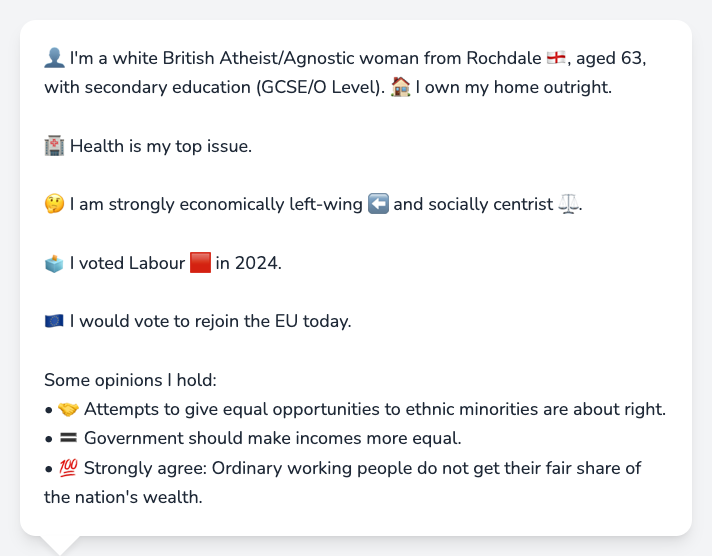 👤 I'm a white British Atheist/Agnostic woman from Rochdale 🏴󠁧󠁢󠁥󠁮󠁧󠁿, aged 63,
with secondary education (GCSE/O Level). 🏠 I own my home outright.
🏥 Health is my top issue.
🤔 I am strongly economically left-wing ⬅️ and socially centrist ⚖️.
🗳️ I voted Labour 🟥 in 2024.
🇪🇺 I would vote to rejoin the EU today.
Some opinions I hold:
• 🤝 Attempts to give equal opportunities to ethnic minorities are about right.
• 🟰 Government should make incomes more equal.
• 💯 Strongly agree: Ordinary working people do not get their fair share of
the nation's wealth.